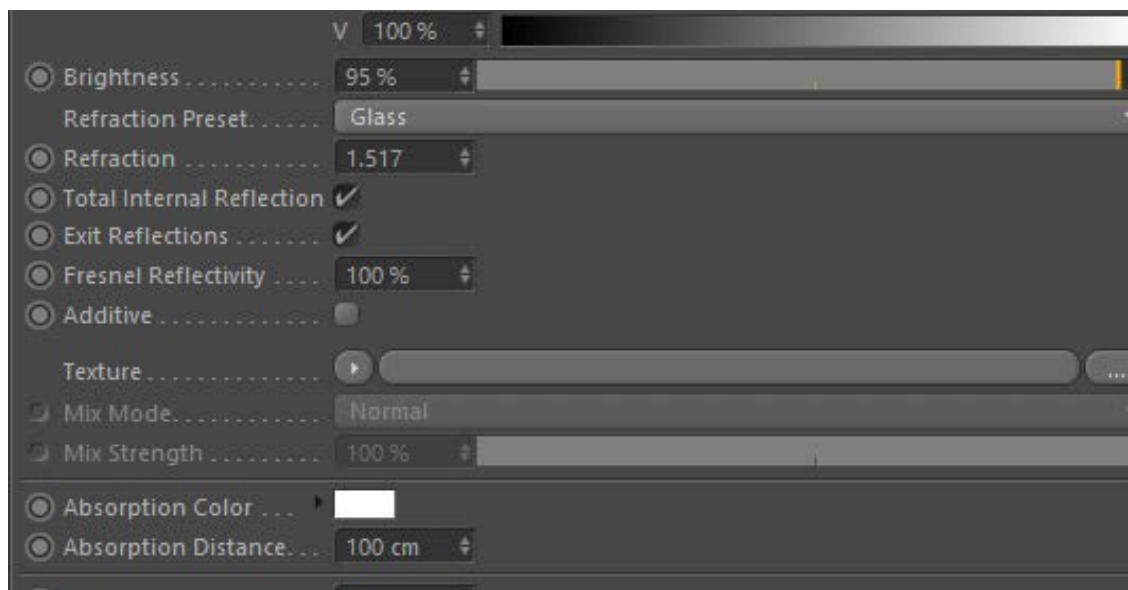 V 100 %
Brightness........... 95 %
Refraction Preset...... Glass
Refraction ........... 1.517
Total Internal Reflection
Exit Reflections .......
Fresnel Reflectivity .... 100 %
Additive .............
Texture.............. ...
Mix Mode............ Normal
Mix Strength ......... 100 %
Absorption Color ...
Absorption Distance... 100 cm